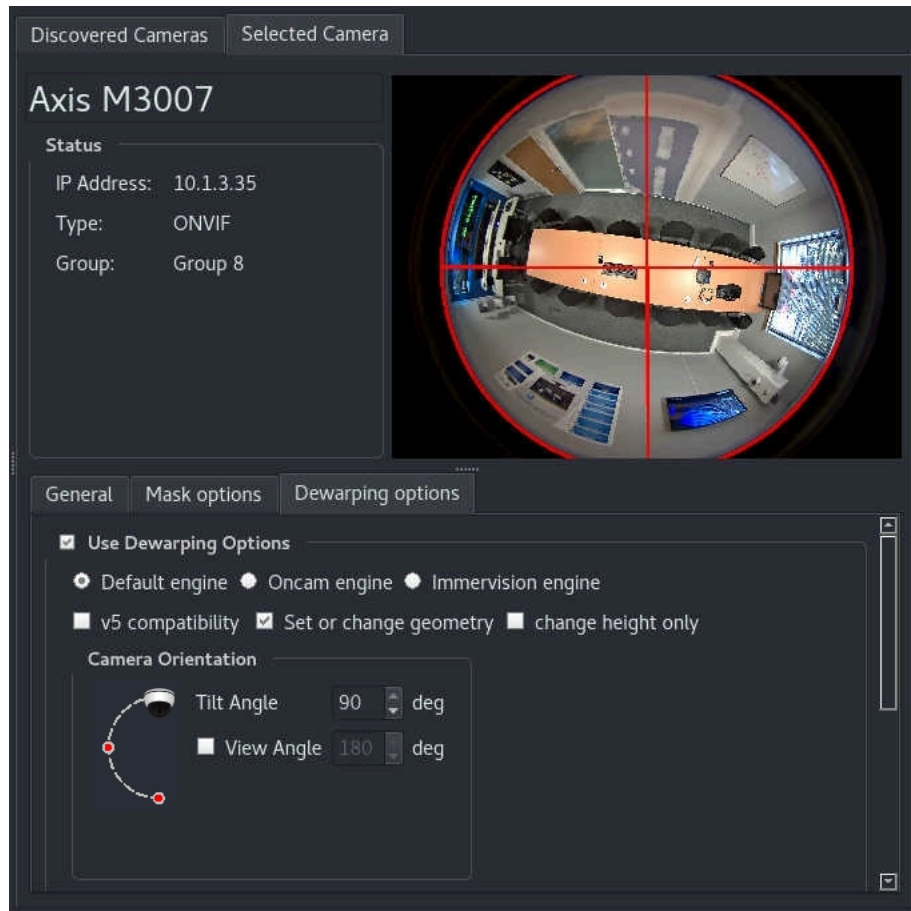 Discovered Cameras Selected Camera
Axis M3007
Status
IP Address: 10.1.3.35
Type: ONVIF
Group: Group 8
General Mask options Dewarping options
Use Dewarping Options
Default engine Oncam engine Immervision engine
v5 compatibility Set or change geometry change height only
Camera Orientation
Tilt Angle 90 deg
View Angle 180 deg